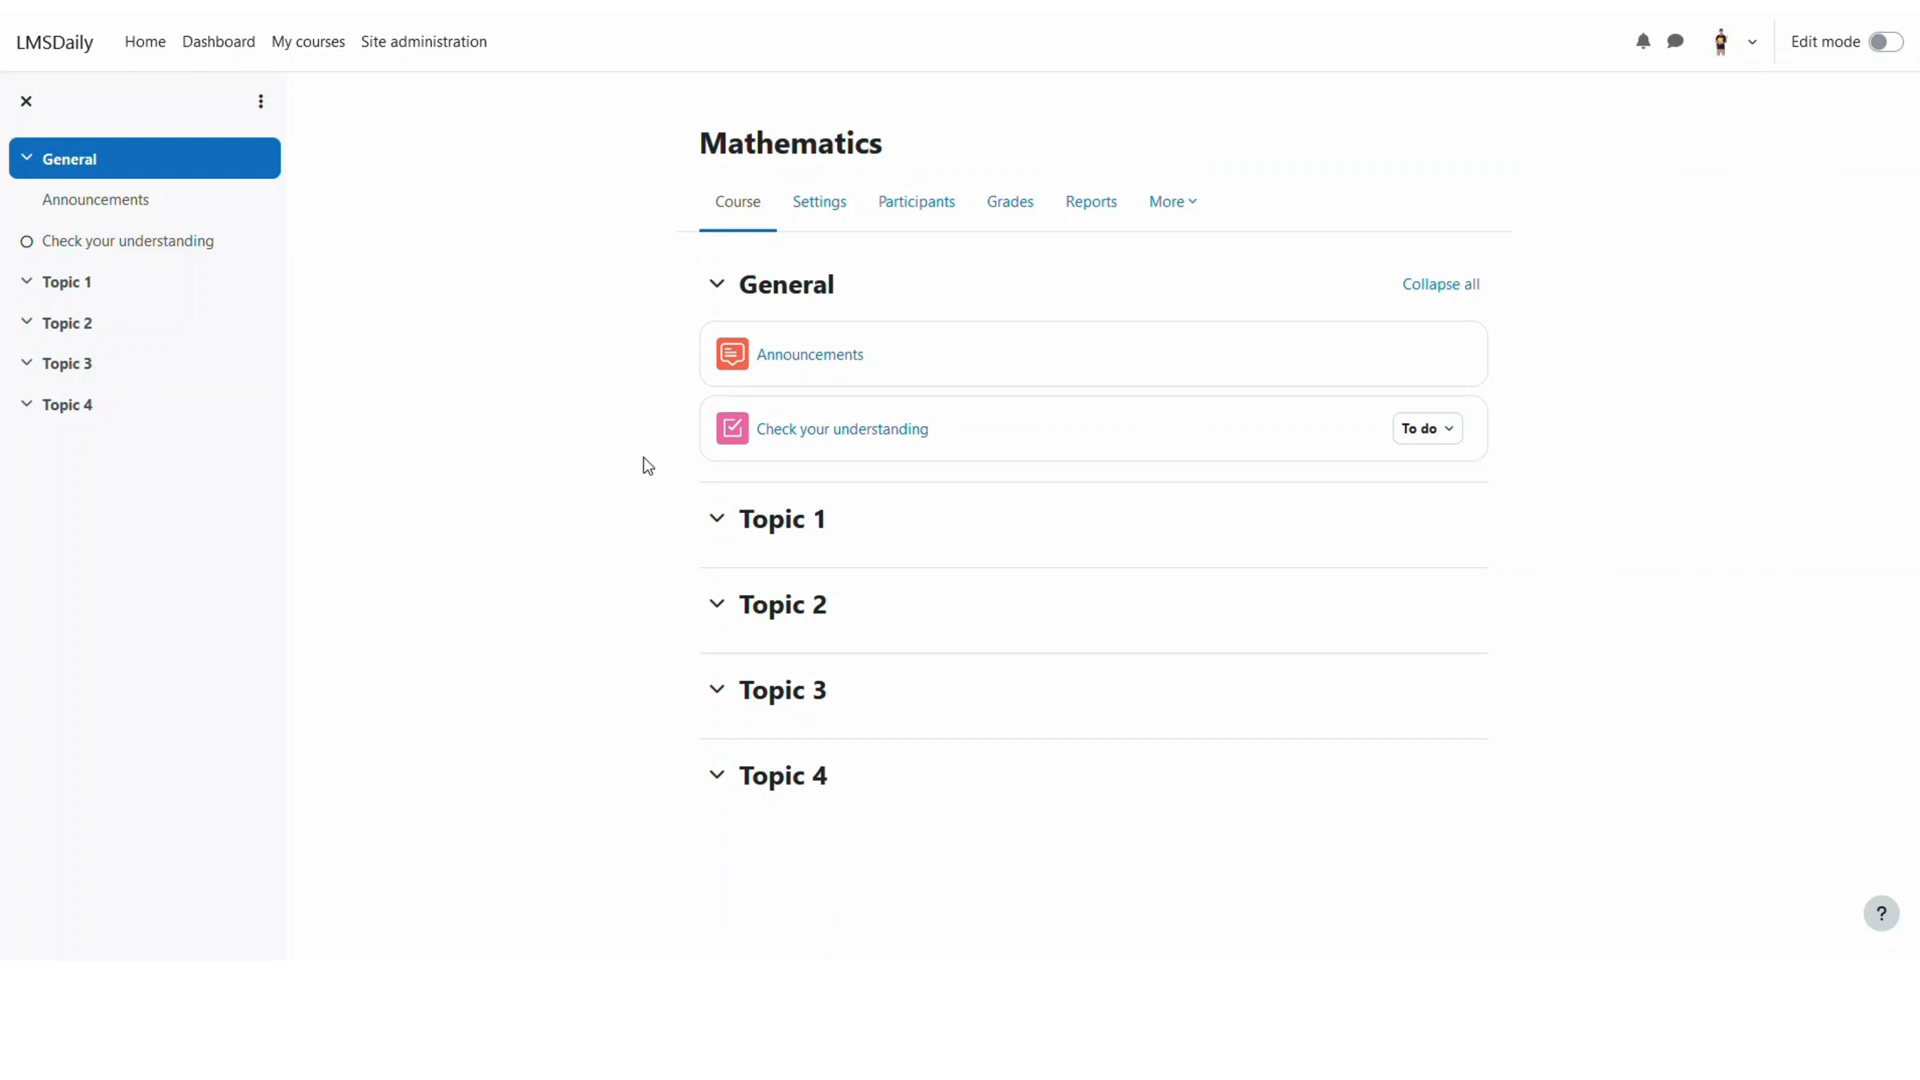 LMSDaily Home Dashboard My courses Site administration Edit mode
General
Announcements
Check your understanding
Topic 1
Topic 2
Topic 3
Topic 4
Mathematics
Course Settings Participants Grades Reports More
General Collapse all
Announcements
Check your understanding To do
Topic 1
Topic 2
Topic 3
Topic 4
?